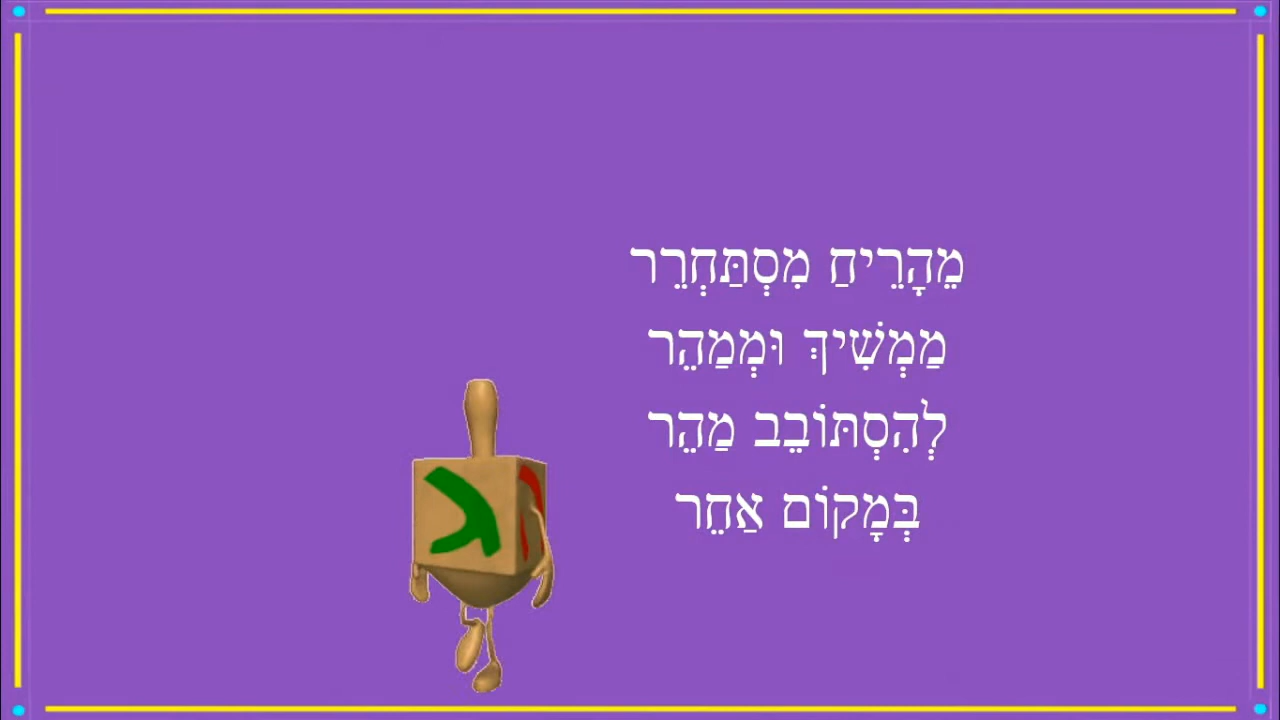 מֵהָרֵיחַ מִסְתַּחְרֵר
מַמְשִׁיךְ וּמְמַהֵר
לְהִסְתּוֹבֵב מַהֵר
בְּמָקוֹם אַחֵר
ג